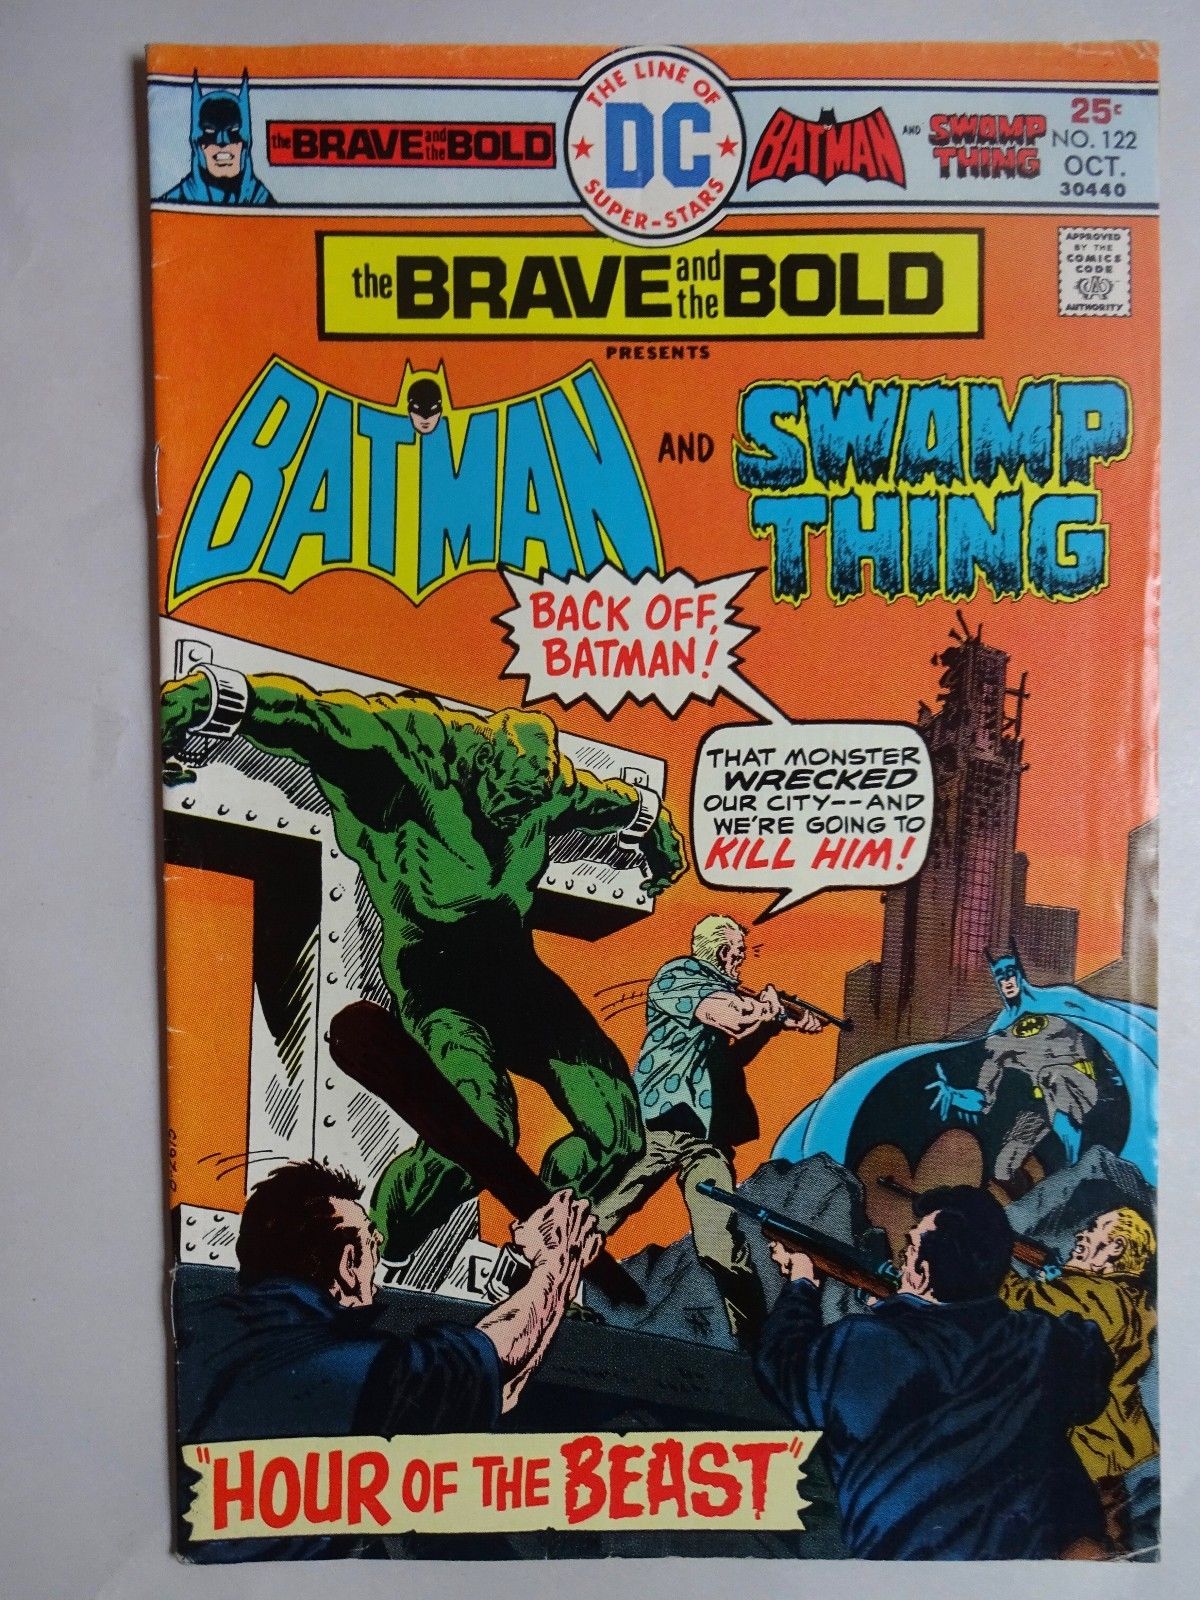 the BRAVE and the BOLD
THE LINE OF
DC
SUPER-STARS
BATMAN AND SWAMP THING
25¢
NO. 122
OCT.
30440
the BRAVE and the BOLD
PRESENTS
APPROVED
BY THE
COMICS
CODE
CA
AUTHORITY
BATMAN AND SWAMP
THING
BACK OFF,
BATMAN!
THAT MONSTER
WRECKED
OUR CITY--AND
WE'RE GOING TO
KILL HIM!
"HOUR OF THE BEAST"